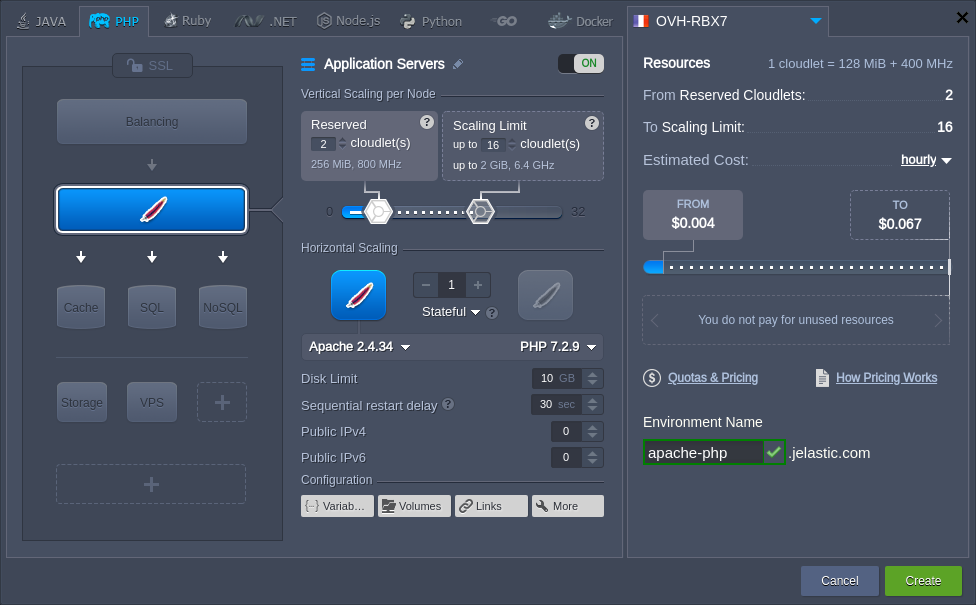 JAVA PHP Ruby .NET Node.js Python GO Docker
SSL
Balancing
Cache SQL NoSQL
Storage VPS
Application Servers ON
Vertical Scaling per Node
Reserved ?
2 cloudlet(s)
256 MiB, 800 MHz
Scaling Limit ?
up to 16 cloudlet(s)
up to 2 GiB, 6.4 GHz
0 32
Horizontal Scaling
− 1 +
Stateful ?
Apache 2.4.34 PHP 7.2.9
Disk Limit 10 GB
Sequential restart delay ? 30 sec
Public IPv4 0
Public IPv6 0
Configuration
{··} Variab... Volumes Links More
OVH-RBX7
Resources 1 cloudlet = 128 MiB + 400 MHz
From Reserved Cloudlets: 2
To Scaling Limit: 16
Estimated Cost: hourly
FROM
$0.004
TO
$0.067
You do not pay for unused resources
$ Quotas & Pricing How Pricing Works
Environment Name
apache-php .jelastic.com
Cancel Create